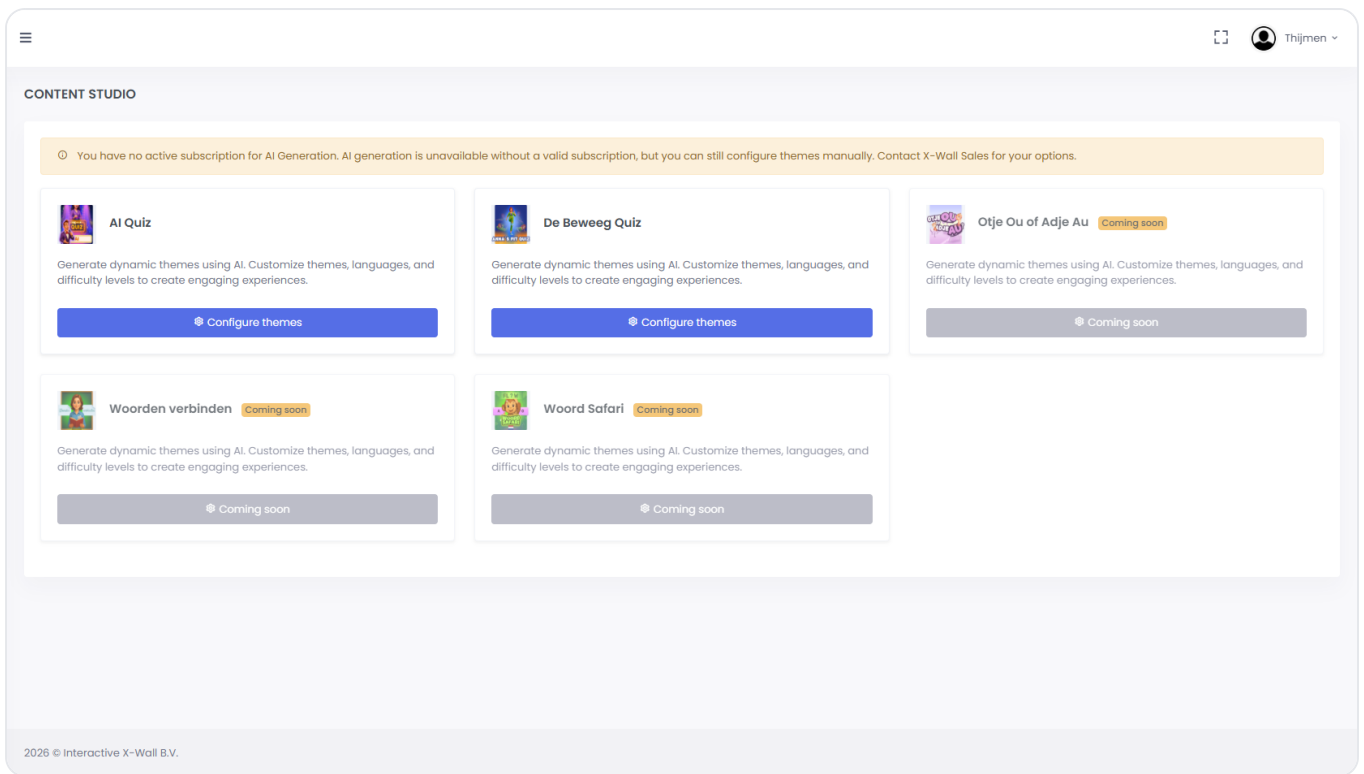 Thijmen
CONTENT STUDIO
You have no active subscription for AI Generation. AI generation is unavailable without a valid subscription, but you can still configure themes manually. Contact X-Wall Sales for your options.
AI Quiz
Generate dynamic themes using AI. Customize themes, languages, and
difficulty levels to create engaging experiences.
Configure themes
De Beweeg Quiz
Generate dynamic themes using AI. Customize themes, languages, and
difficulty levels to create engaging experiences.
Configure themes
Otje Ou of Adje Au Coming soon
Generate dynamic themes using AI. Customize themes, languages, and
difficulty levels to create engaging experiences.
Coming soon
Woorden verbinden Coming soon
Generate dynamic themes using AI. Customize themes, languages, and
difficulty levels to create engaging experiences.
Coming soon
Woord Safari Coming soon
Generate dynamic themes using AI. Customize themes, languages, and
difficulty levels to create engaging experiences.
Coming soon
2026 © Interactive X-Wall B.V.